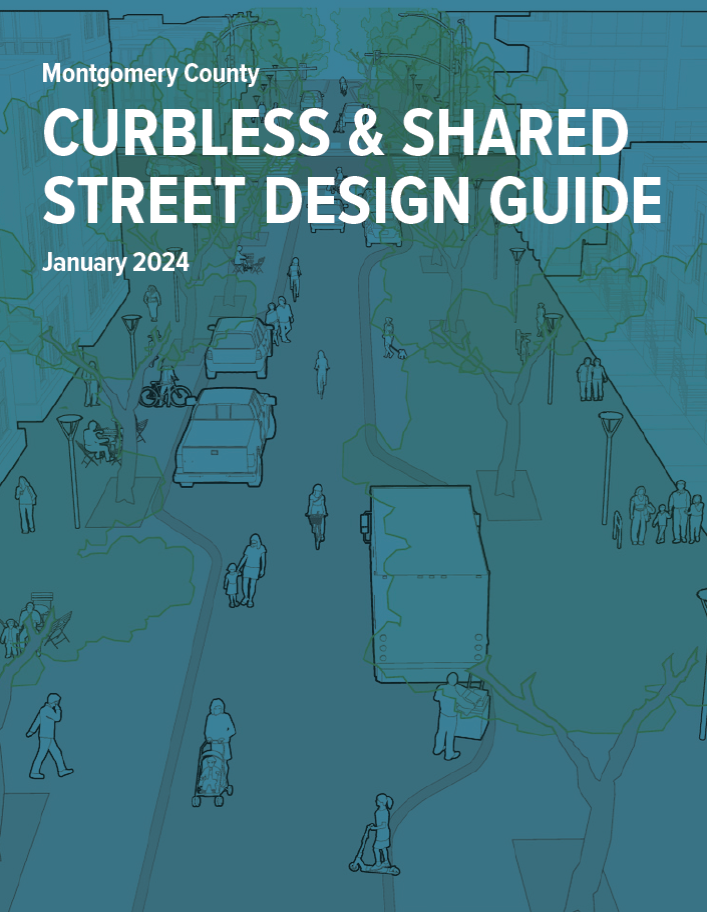 Montgomery County
CURBLESS & SHARED
STREET DESIGN GUIDE
January 2024